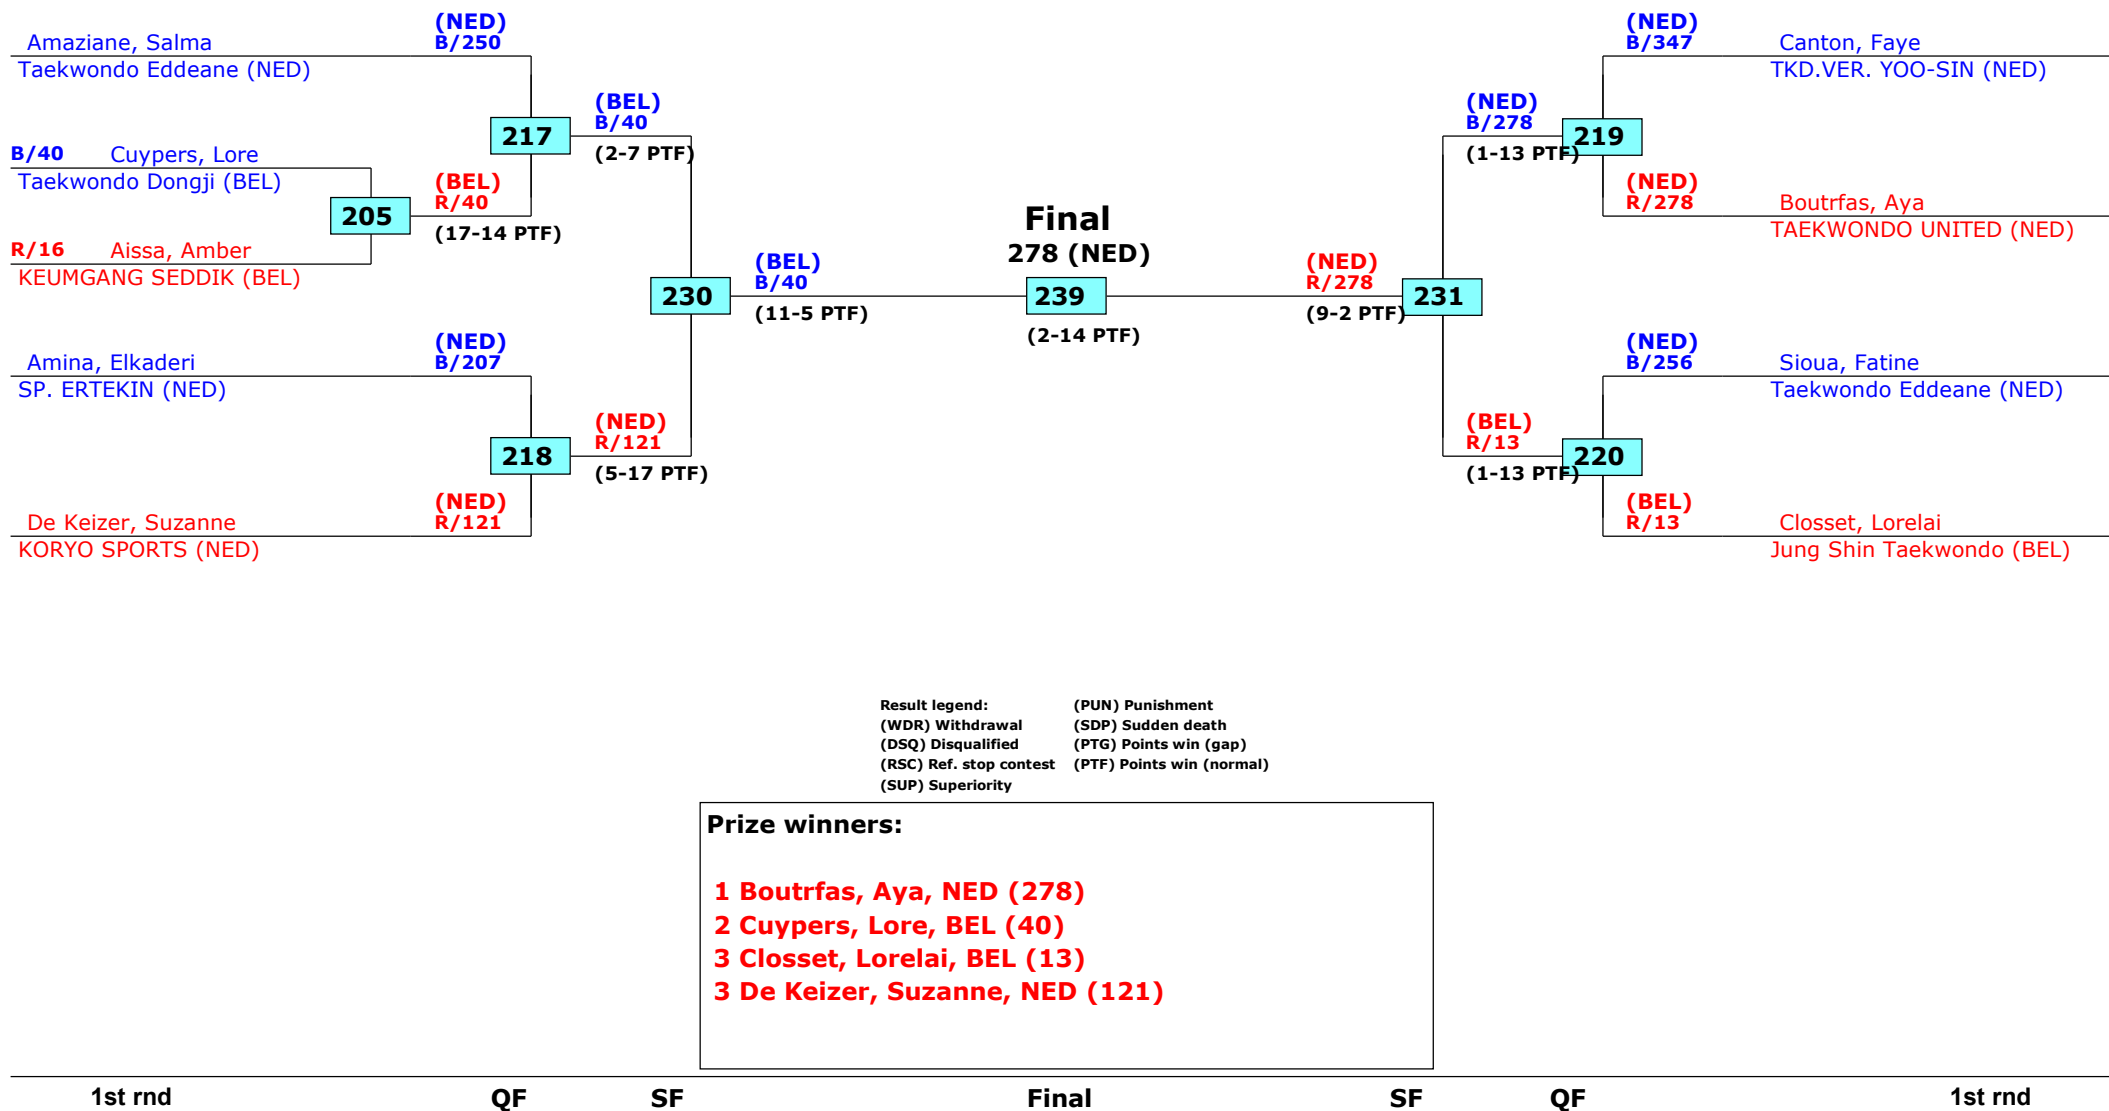 (NED)
B/250
Amaziane, Salma
Taekwondo Eddeane (NED)
217
(BEL)
B/40
(2-7 PTF)
B/40 Cuypers, Lore
Taekwondo Dongji (BEL)
205
(BEL)
R/40
(17-14 PTF)
R/16 Aissa, Amber
KEUMGANG SEDDIK (BEL)
230
(BEL)
B/40
(11-5 PTF)
(NED)
B/207
Amina, Elkaderi
SP. ERTEKIN (NED)
218
(NED)
R/121
(5-17 PTF)
(NED)
R/121
De Keizer, Suzanne
KORYO SPORTS (NED)
Final
278 (NED)
239
(2-14 PTF)
(NED)
R/278
(9-2 PTF)
231
(NED)
B/278
(1-13 PTF)
219
(NED)
B/347
Canton, Faye
TKD.VER. YOO-SIN (NED)
(NED)
R/278
Boutrfas, Aya
TAEKWONDO UNITED (NED)
(NED)
B/256
Sioua, Fatine
Taekwondo Eddeane (NED)
(BEL)
R/13
(1-13 PTF)
220
(BEL)
R/13
Closset, Lorelai
Jung Shin Taekwondo (BEL)
Result legend: (PUN) Punishment
(WDR) Withdrawal (SDP) Sudden death
(DSQ) Disqualified (PTG) Points win (gap)
(RSC) Ref. stop contest (PTF) Points win (normal)
(SUP) Superiority
Prize winners:
1 Boutrfas, Aya, NED (278)
2 Cuypers, Lore, BEL (40)
3 Closset, Lorelai, BEL (13)
3 De Keizer, Suzanne, NED (121)
1st rnd QF SF Final SF QF 1st rnd